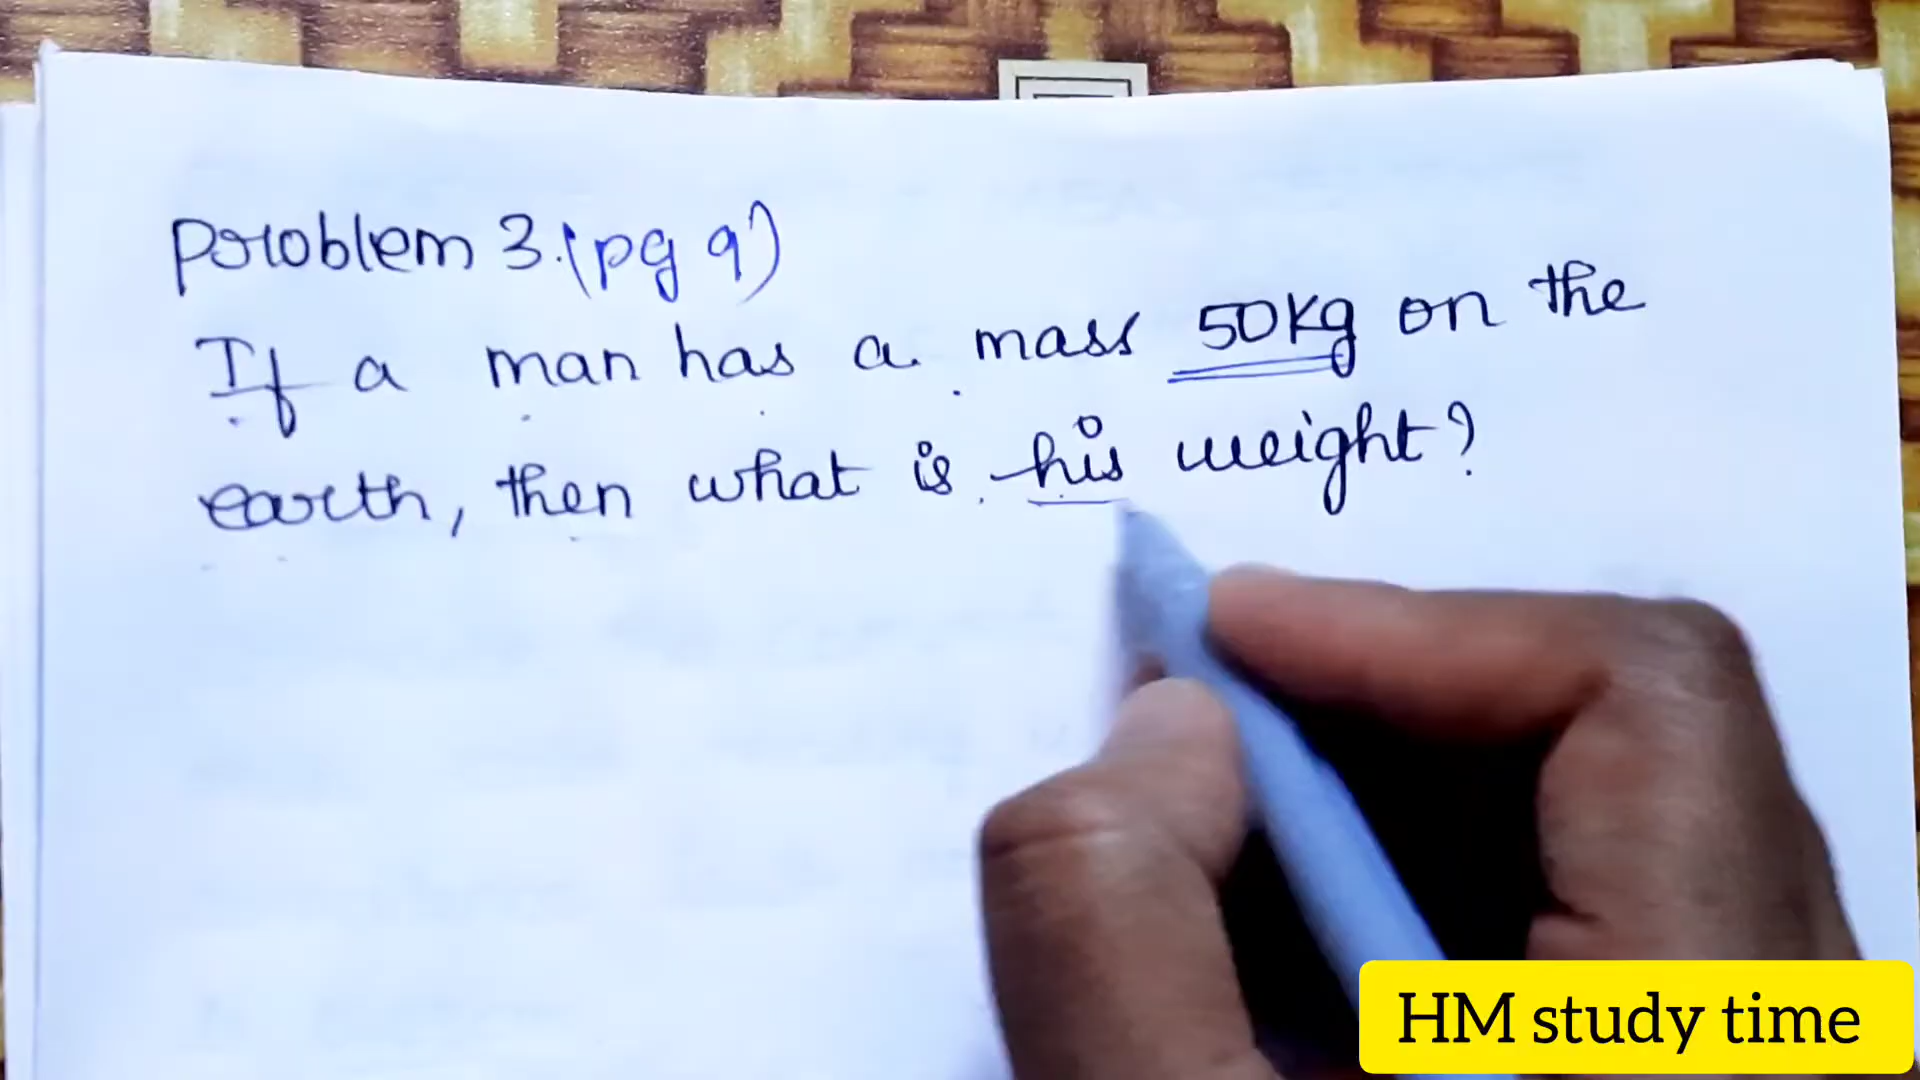 Problem 3.(pg 9)
If a man has a mass 50kg on the
earth, then what is his weight?
HM study time